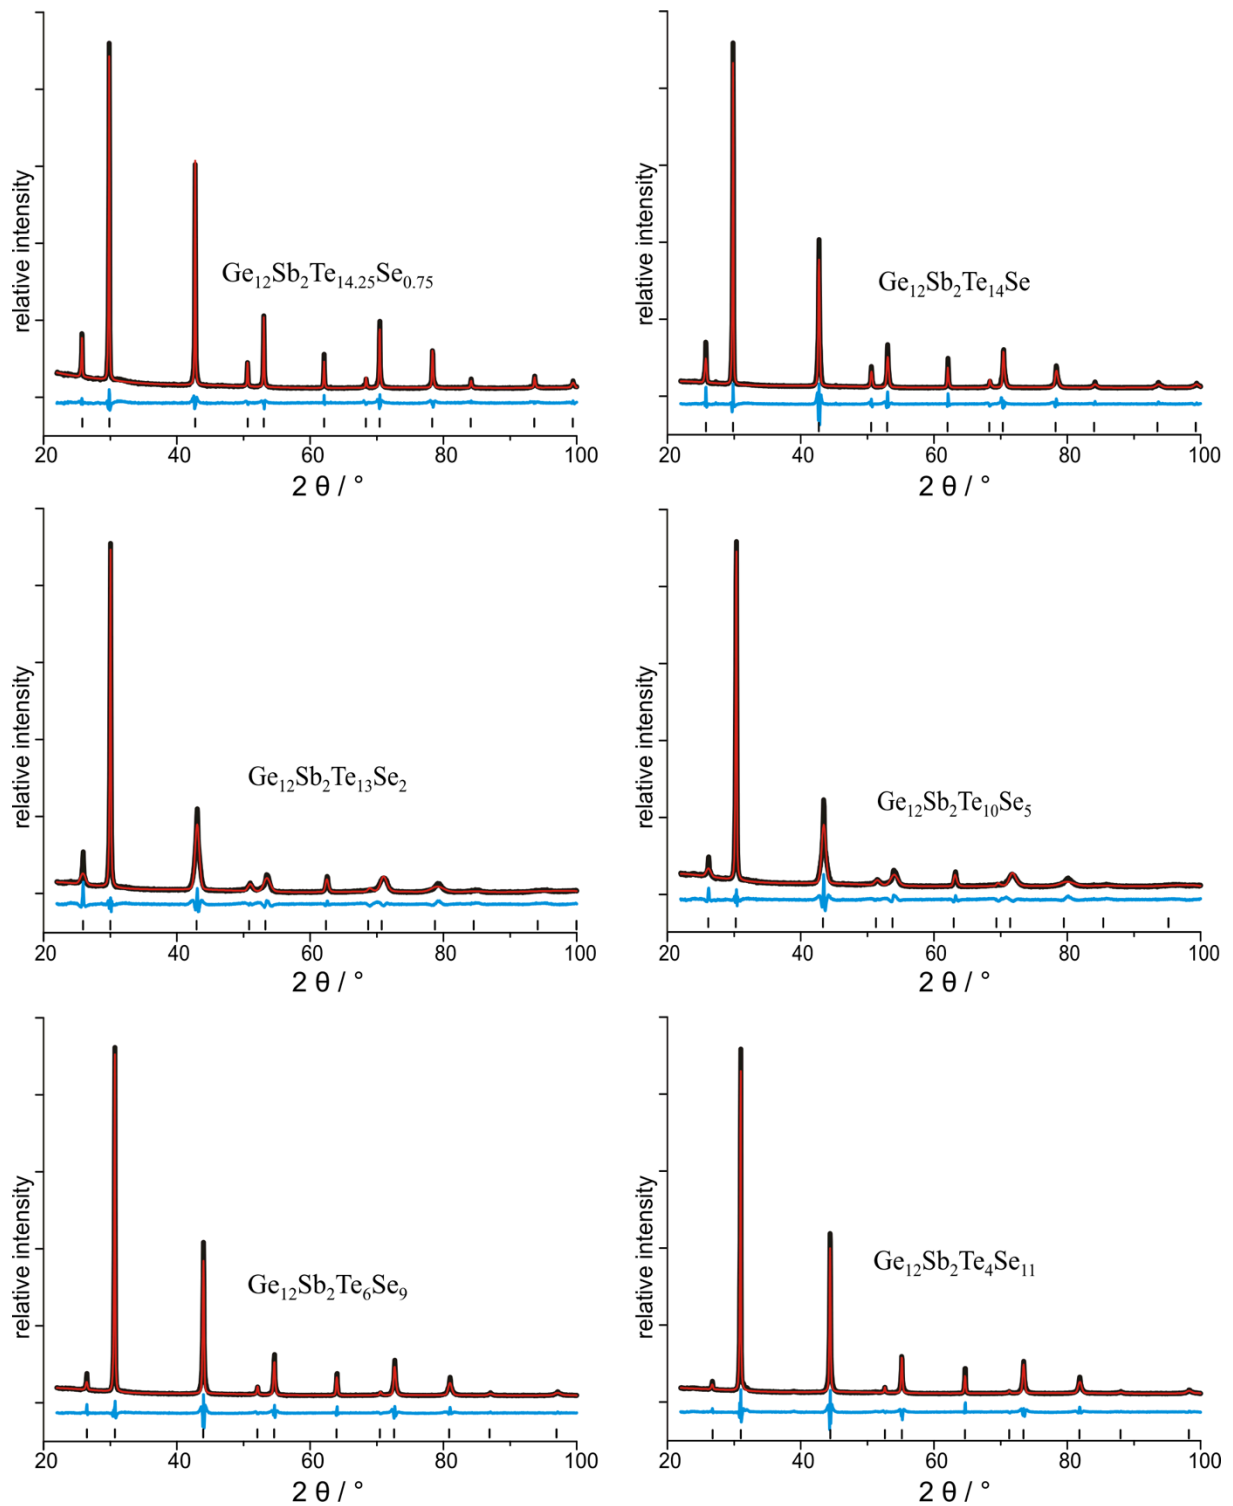 relative intensity
Ge₁₂Sb₂Te₁₄.₂₅Se₀.₇₅
20 40 60 80 100
2 θ / °
relative intensity
Ge₁₂Sb₂Te₁₄Se
20 40 60 80 100
2 θ / °
relative intensity
Ge₁₂Sb₂Te₁₃Se₂
20 40 60 80 100
2 θ / °
relative intensity
Ge₁₂Sb₂Te₁₀Se₅
20 40 60 80 100
2 θ / °
relative intensity
Ge₁₂Sb₂Te₆Se₉
20 40 60 80 100
2 θ / °
relative intensity
Ge₁₂Sb₂Te₄Se₁₁
20 40 60 80 100
2 θ / °